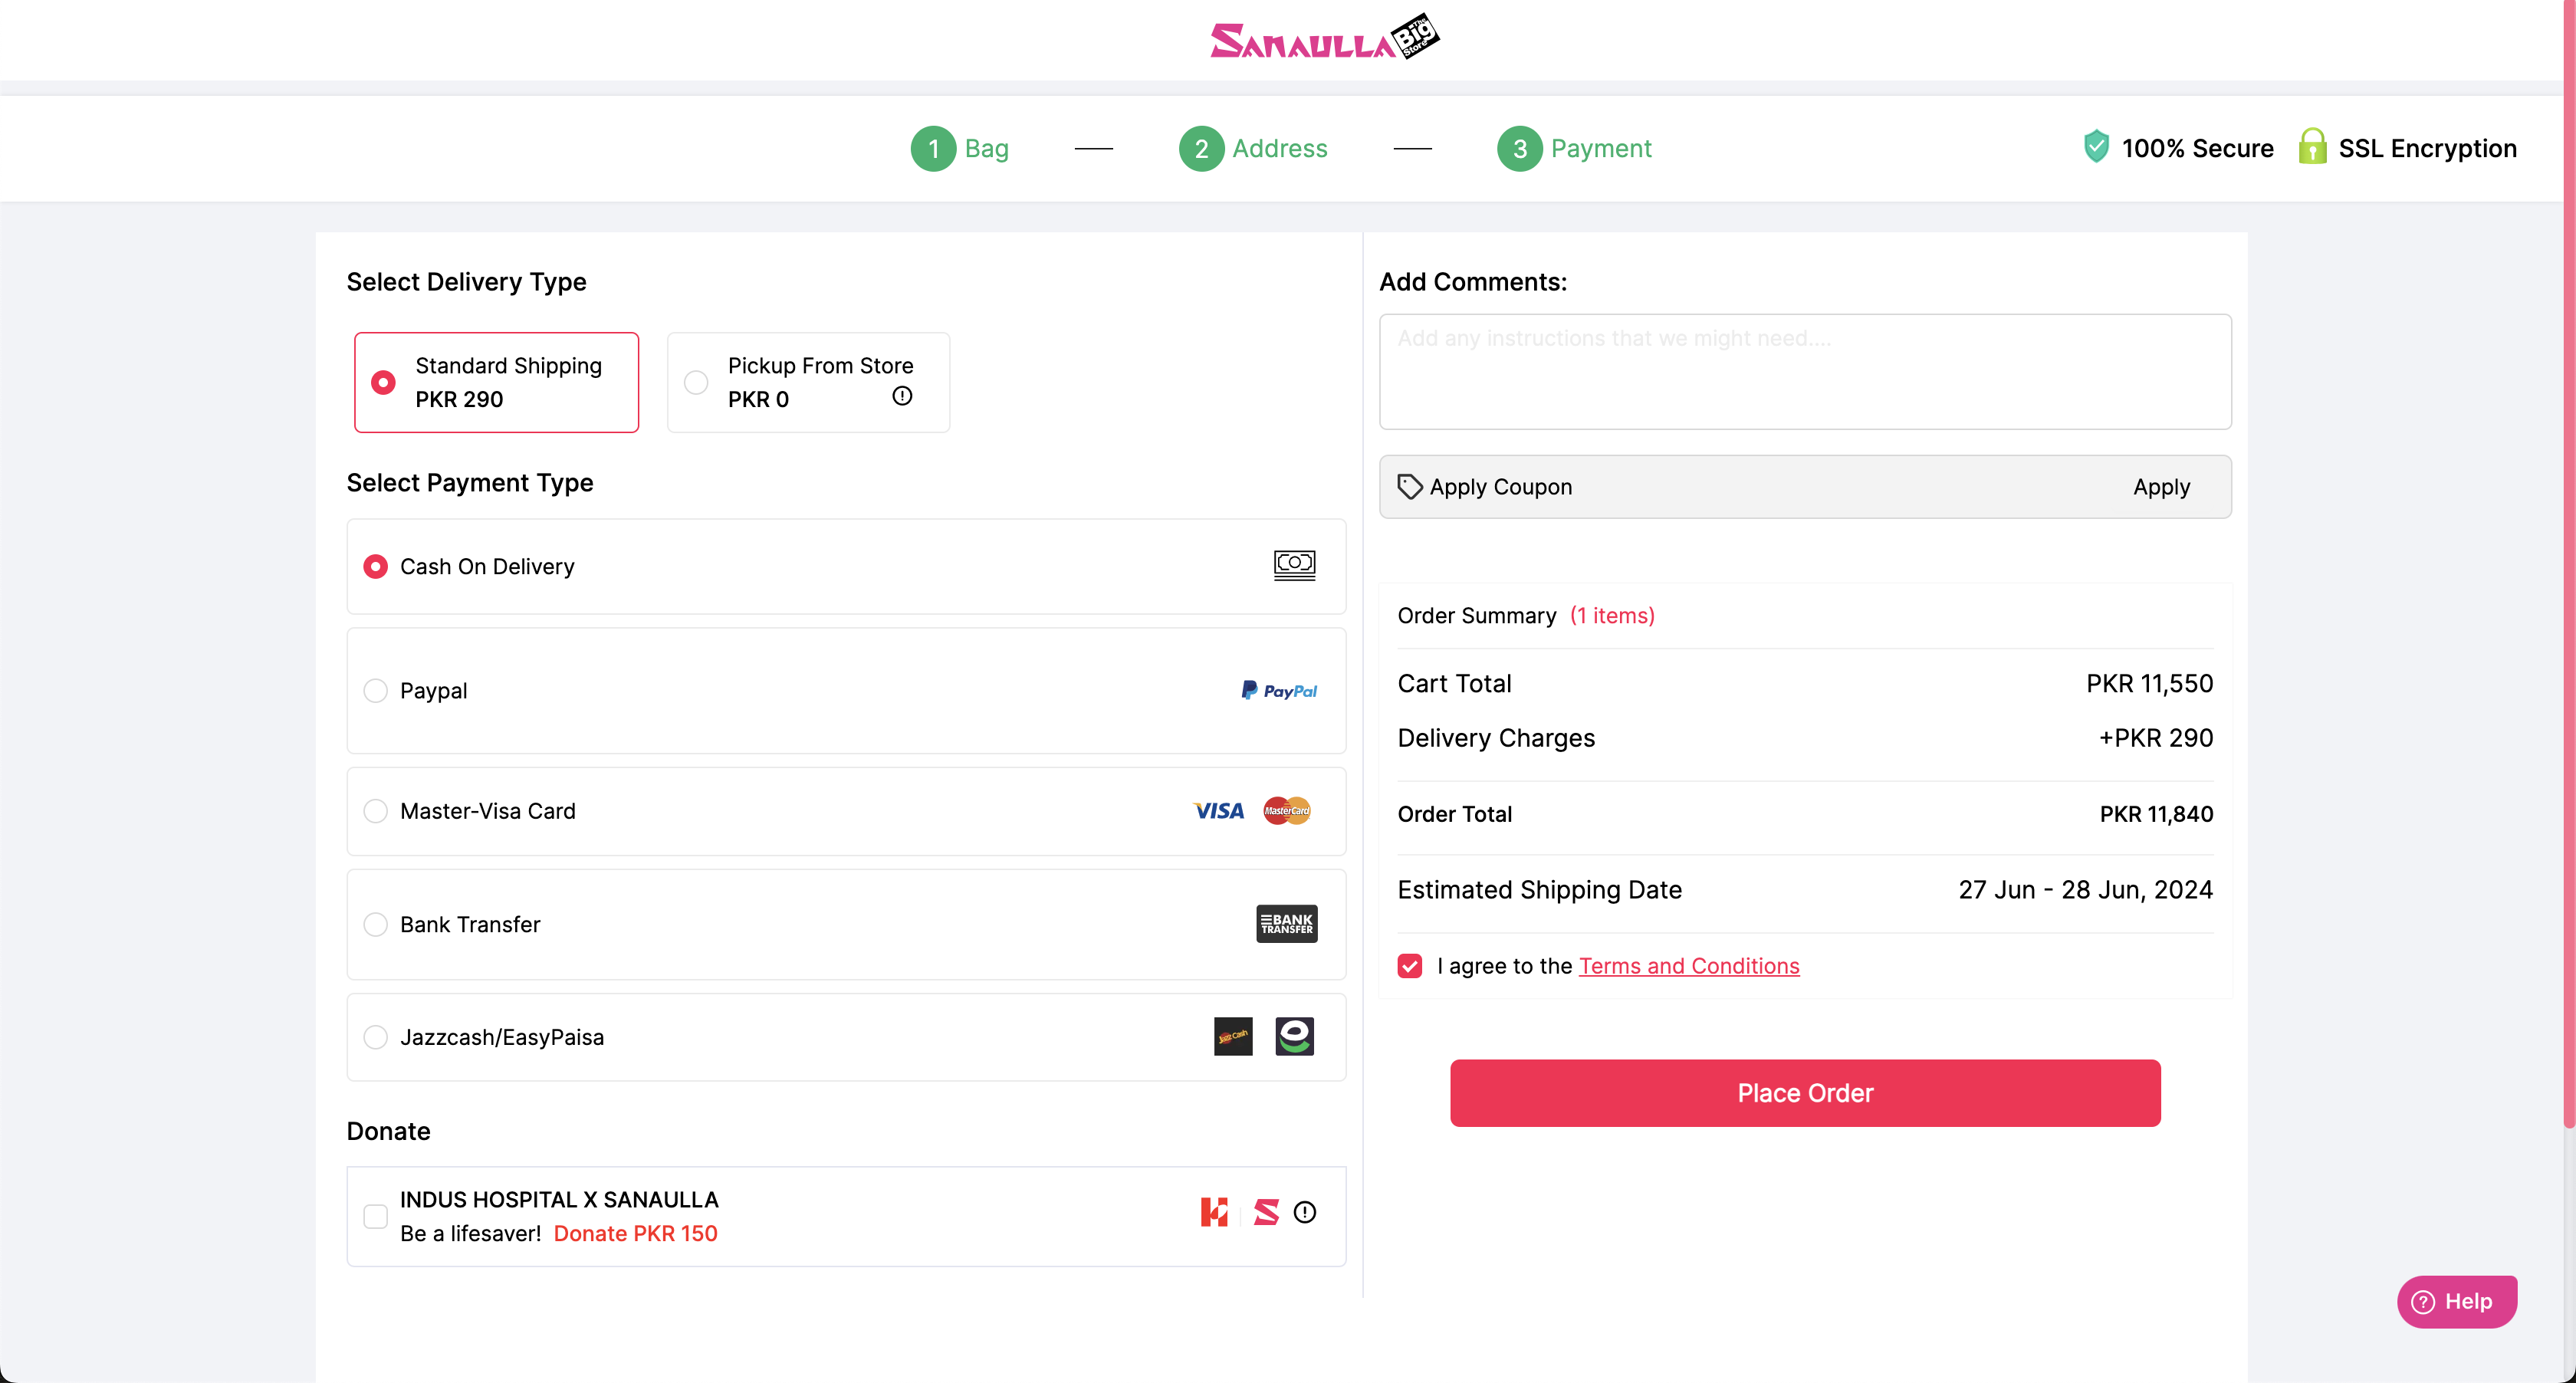 SANAULLA The Big Store
1 Bag
2 Address
3 Payment
100% Secure
SSL Encryption
Select Delivery Type
Standard Shipping
PKR 290
Pickup From Store
PKR 0
Select Payment Type
Cash On Delivery
Paypal
PayPal
Master-Visa Card
VISA MasterCard
Bank Transfer
BANK
TRANSFER
Jazzcash/EasyPaisa
Jazz Cash
Donate
INDUS HOSPITAL X SANAULLA
Be a lifesaver! Donate PKR 150
Add Comments:
Add any instructions that we might need....
Apply Coupon
Apply
Order Summary (1 items)
Cart Total PKR 11,550
Delivery Charges +PKR 290
Order Total PKR 11,840
Estimated Shipping Date 27 Jun - 28 Jun, 2024
I agree to the Terms and Conditions
Place Order
Help